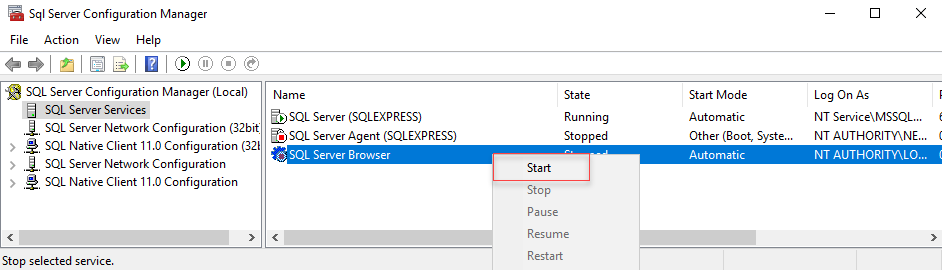 Sql Server Configuration Manager
File Action View Help
SQL Server Configuration Manager (Local)
SQL Server Services
SQL Server Network Configuration (32bit
SQL Native Client 11.0 Configuration (32l
SQL Server Network Configuration
SQL Native Client 11.0 Configuration
Name State Start Mode Log On As
SQL Server (SQLEXPRESS) Running Automatic NT Service\MSSQ...
SQL Server Agent (SQLEXPRESS) Stopped Other (Boot, Syste... NT AUTHORITY\NE...
SQL Server Browser Automatic NT AUTHORITY\LO...
Start
Stop
Pause
Resume
Restart
Stop selected service.